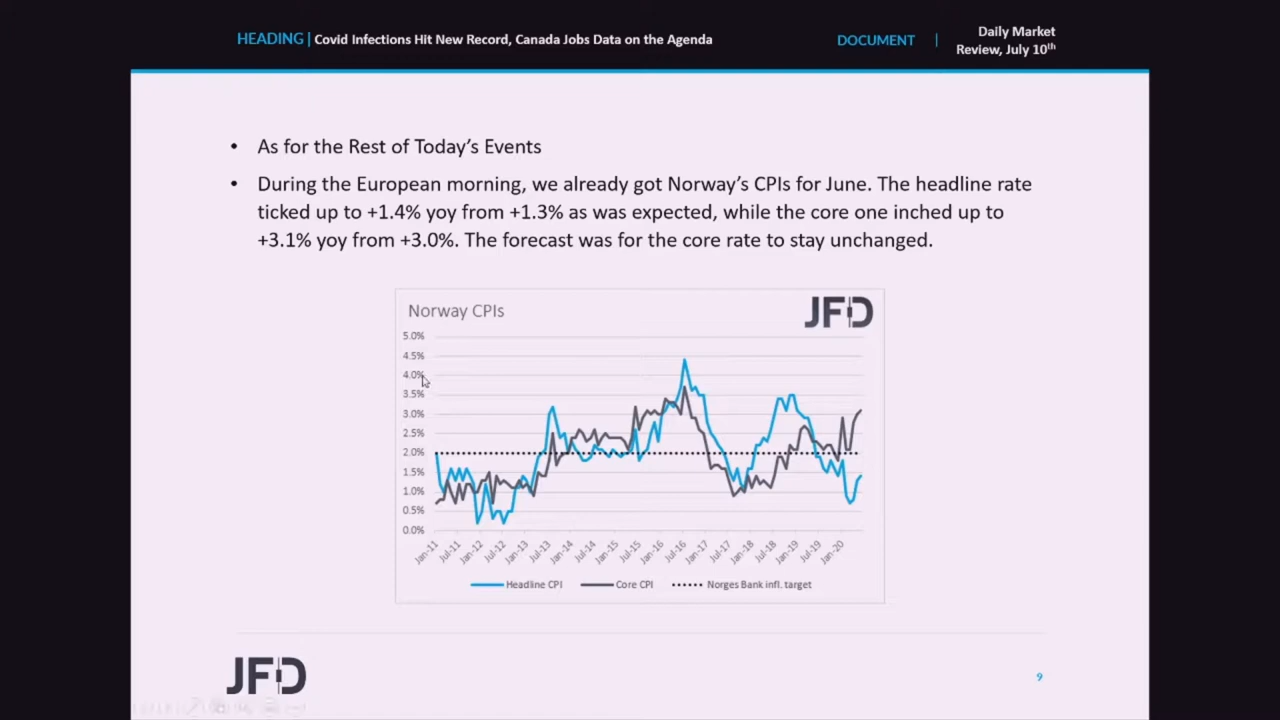 HEADING | Covid Infections Hit New Record, Canada Jobs Data on the Agenda
DOCUMENT |
Daily Market
Review, July 10th
• As for the Rest of Today's Events
• During the European morning, we already got Norway's CPIs for June. The headline rate
ticked up to +1.4% yoy from +1.3% as was expected, while the core one inched up to
+3.1% yoy from +3.0%. The forecast was for the core rate to stay unchanged.
Norway CPIs
JFD
5.0%
4.5%
4.0%
3.5%
3.0%
2.5%
2.0%
1.5%
1.0%
0.5%
0.0%
Jan-11 Jul-11 Jan-12 Jul-12 Jan-13 Jul-13 Jan-14 Jul-14 Jan-15 Jul-15 Jan-16 Jul-16 Jan-17 Jul-17 Jan-18 Jul-18 Jan-19 Jul-19 Jan-20
Headline CPI Core CPI Norges Bank infl. target
JFD
9